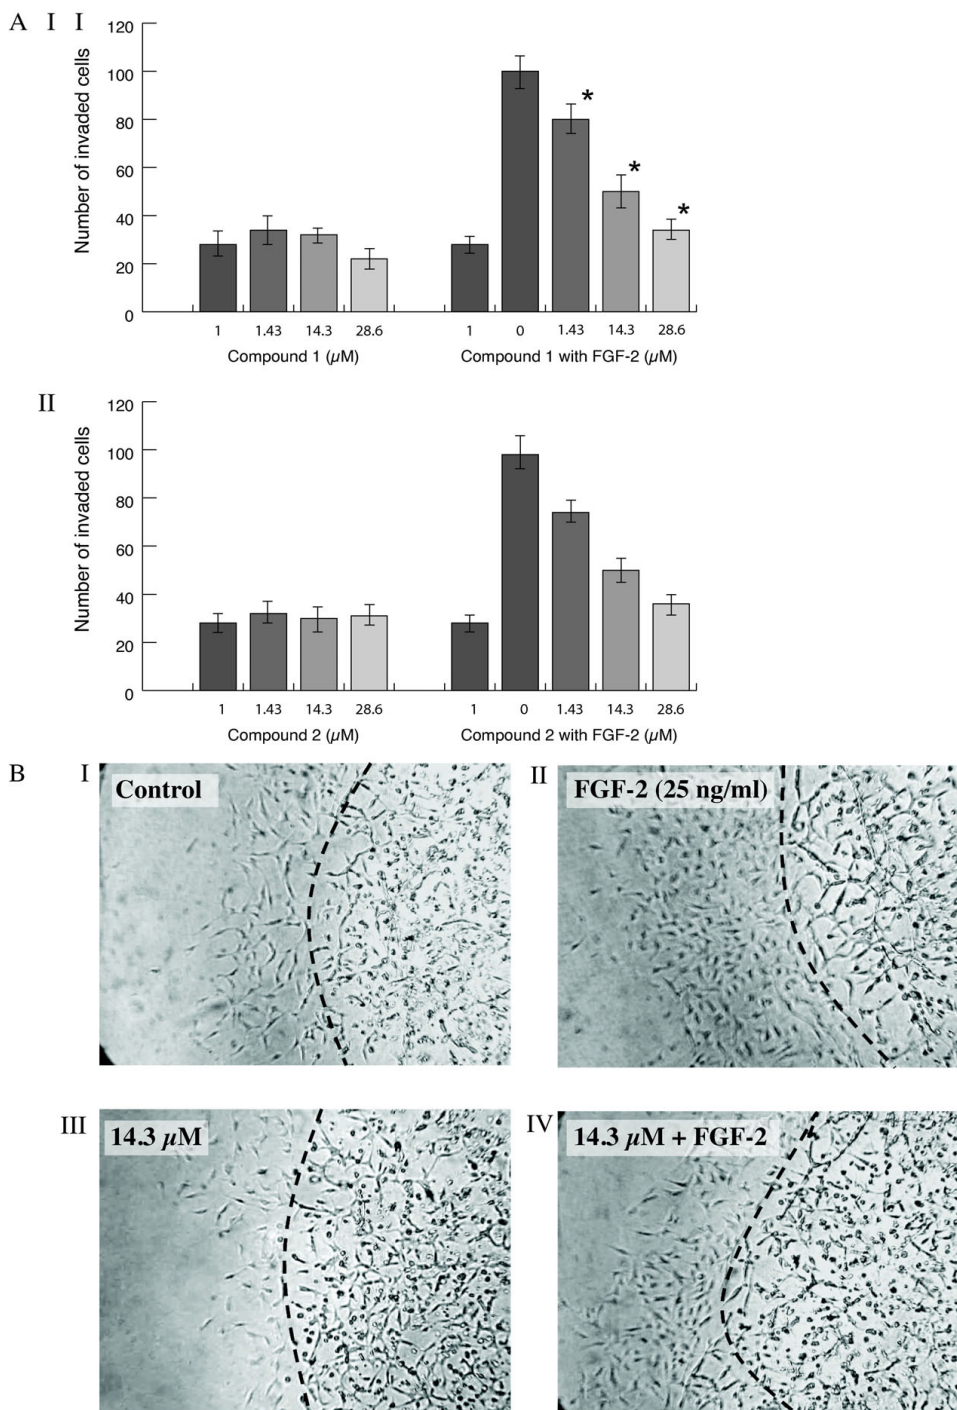 A I I
120
100
80
60
40
20
0
Number of invaded cells
*
*
*
1 1.43 14.3 28.6 1 0 1.43 14.3 28.6
Compound 1 (µM) Compound 1 with FGF-2 (µM)
II
120
100
80
60
40
20
0
Number of invaded cells
1 1.43 14.3 28.6 1 0 1.43 14.3 28.6
Compound 2 (µM) Compound 2 with FGF-2 (µM)
B I II
Control FGF-2 (25 ng/ml)
III IV
14.3 µM 14.3 µM + FGF-2